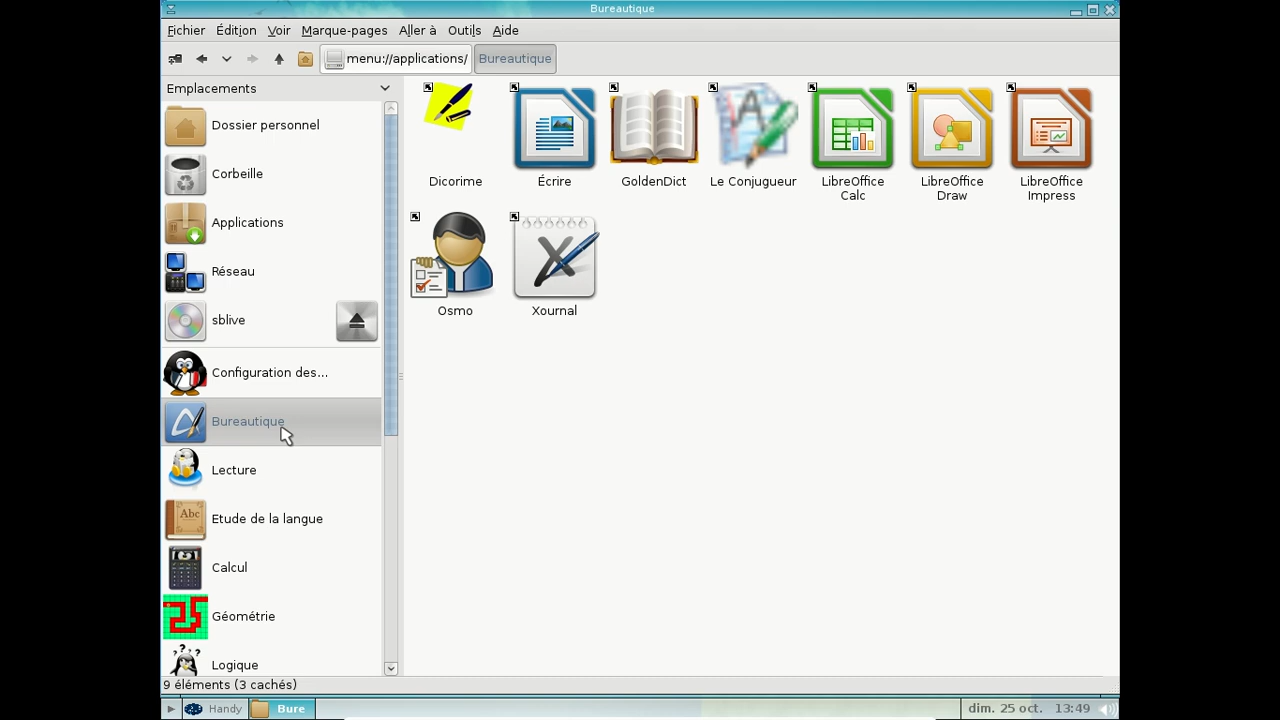 Bureautique
Fichier Édition Voir Marque-pages Aller à Outils Aide
menu://applications/ Bureautique
Emplacements
Dossier personnel
Corbeille
Applications
Réseau
sblive
Configuration des...
Bureautique
Lecture
Etude de la langue
Abc
Calcul
Géométrie
Logique
Dicorime
Écrire
GoldenDict
Le Conjugueur
LibreOffice
Calc
LibreOffice
Draw
LibreOffice
Impress
Osmo
Xournal
9 éléments (3 cachés)
Handy Bure dim. 25 oct. 13:49